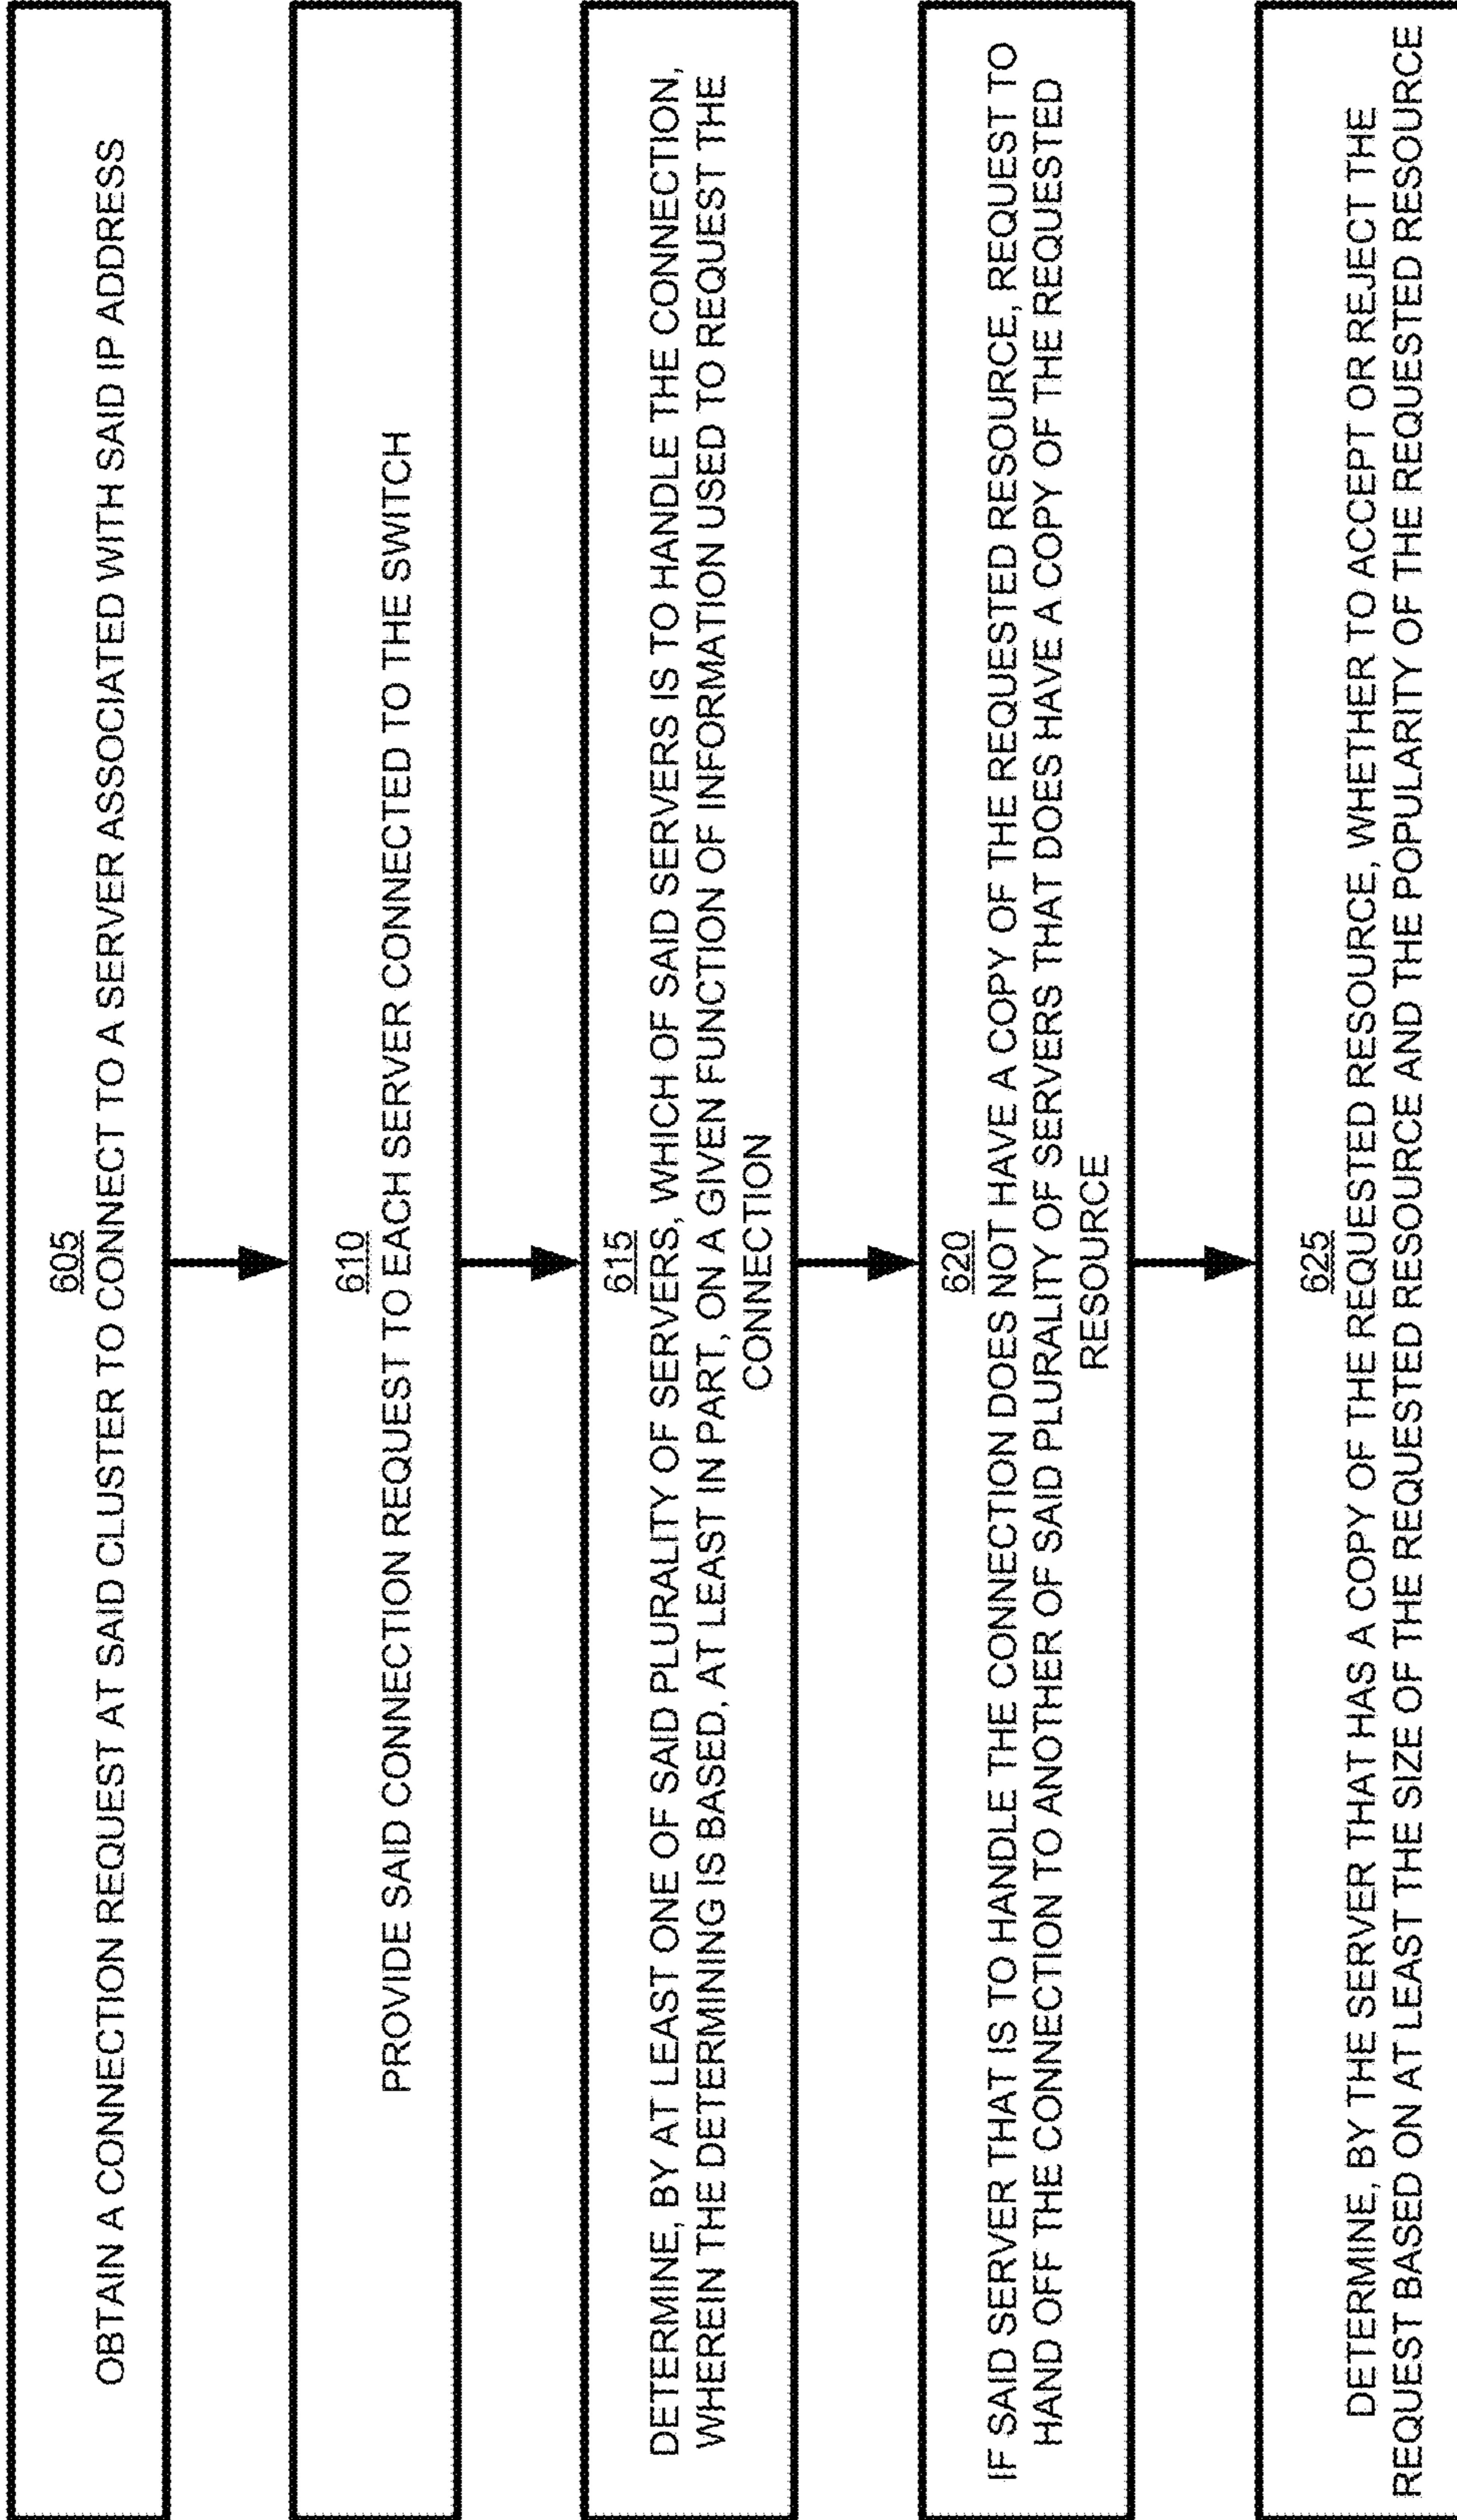 605
OBTAIN A CONNECTION REQUEST AT SAID CLUSTER TO CONNECT TO A SERVER ASSOCIATED WITH SAID IP ADDRESS
610
PROVIDE SAID CONNECTION REQUEST TO EACH SERVER CONNECTED TO THE SWITCH
615
DETERMINE, BY AT LEAST ONE OF SAID PLURALITY OF SERVERS, WHICH OF SAID SERVERS IS TO HANDLE THE CONNECTION,
WHEREIN THE DETERMINING IS BASED, AT LEAST IN PART, ON A GIVEN FUNCTION OF INFORMATION USED TO REQUEST THE
CONNECTION
620
IF SAID SERVER THAT IS TO HANDLE THE CONNECTION DOES NOT HAVE A COPY OF THE REQUESTED RESOURCE, REQUEST TO
HAND OFF THE CONNECTION TO ANOTHER OF SAID PLURALITY OF SERVERS THAT DOES HAVE A COPY OF THE REQUESTED
RESOURCE
625
DETERMINE, BY THE SERVER THAT HAS A COPY OF THE REQUESTED RESOURCE, WHETHER TO ACCEPT OR REJECT THE
REQUEST BASED ON AT LEAST THE SIZE OF THE REQUESTED RESOURCE AND THE POPULARITY OF THE REQUESTED RESOURCE